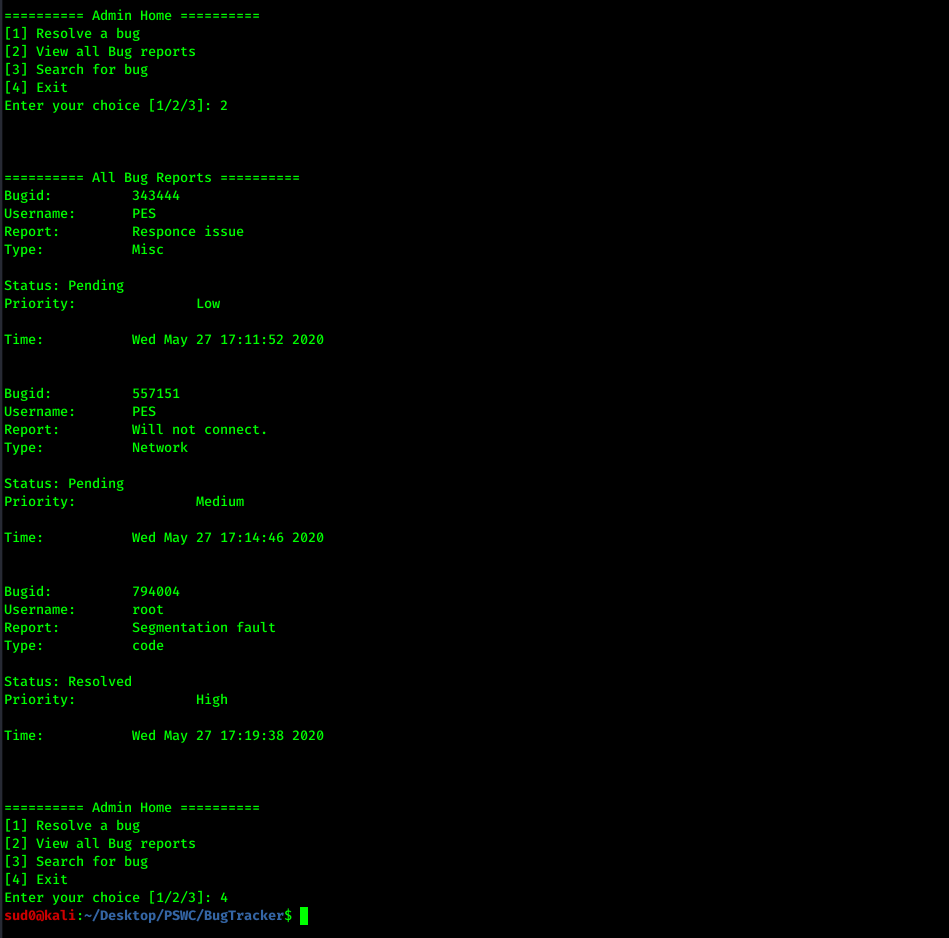 ========== Admin Home ==========
[1] Resolve a bug
[2] View all Bug reports
[3] Search for bug
[4] Exit
Enter your choice [1/2/3]: 2
========== All Bug Reports ==========
Bugid: 343444
Username: PES
Report: Responce issue
Type: Misc
Status: Pending
Priority: Low
Time: Wed May 27 17:11:52 2020
Bugid: 557151
Username: PES
Report: Will not connect.
Type: Network
Status: Pending
Priority: Medium
Time: Wed May 27 17:14:46 2020
Bugid: 794004
Username: root
Report: Segmentation fault
Type: code
Status: Resolved
Priority: High
Time: Wed May 27 17:19:38 2020
========== Admin Home ==========
[1] Resolve a bug
[2] View all Bug reports
[3] Search for bug
[4] Exit
Enter your choice [1/2/3]: 4
sud0@kali:~/Desktop/PSWC/BugTracker$